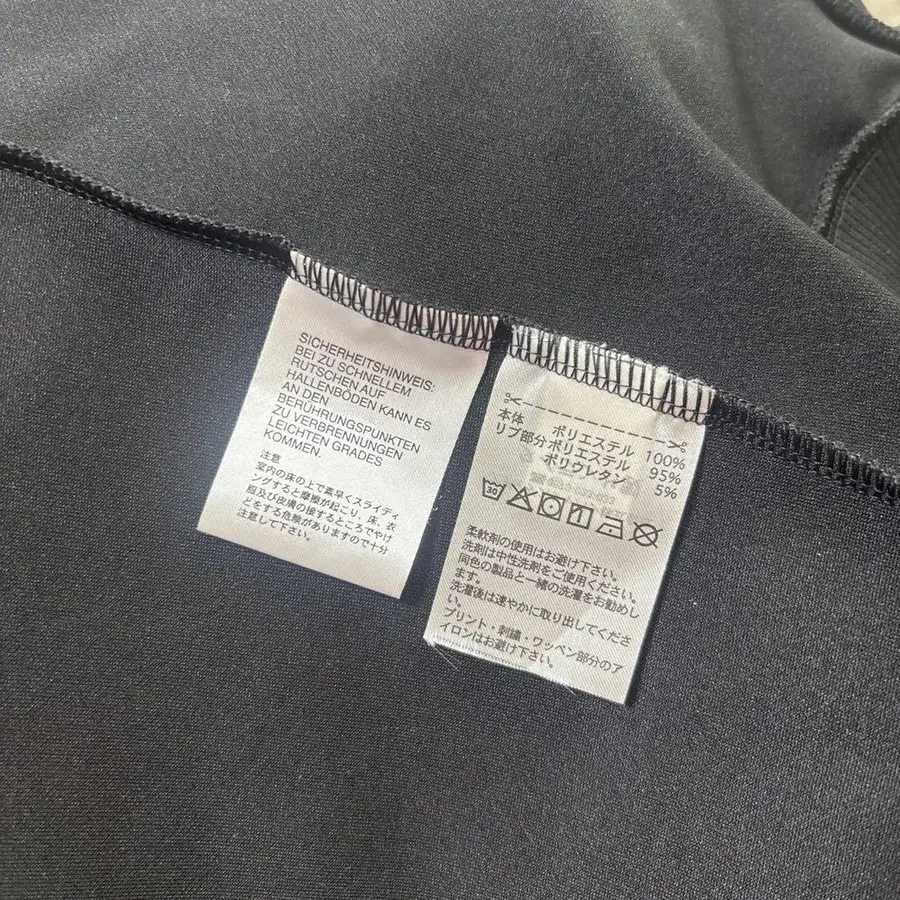 SICHERHEITSHINWEIS:
BEI ZU SCHNELLEM
RUTSCHEN AUF
HALLENBÖDEN KANN ES
AN DEN
BERÜHRUNGSPUNKTEN
ZU VERBRENNUNGEN
LEICHTEN GRADES
KOMMEN.
注意
室内の床の上で素早くスライディ
ングすると摩擦が起こり、床、衣
服及び皮膚の接するところでやけ
どをする危険がありますので十分
注意して下さい。
本体 ポリエステル 100%
リブ部分 ポリエステル 95%
ポリウレタン 5%
30
柔軟剤の使用はお避け下さい。
洗剤は中性洗剤をご使用ください。
同色の製品と一緒の洗濯をお勧めし
ます。
洗濯後は速やかに取り出してくださ
い。
プリント・刺繍・ワッペン部分のア
イロンはお避け下さい。